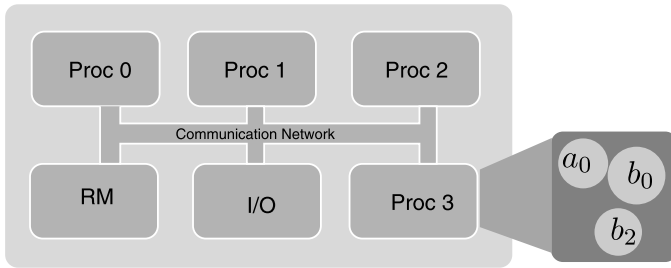 Proc 0
Proc 1
Proc 2
Communication Network
RM
I/O
Proc 3
a₀
b₀
b₂